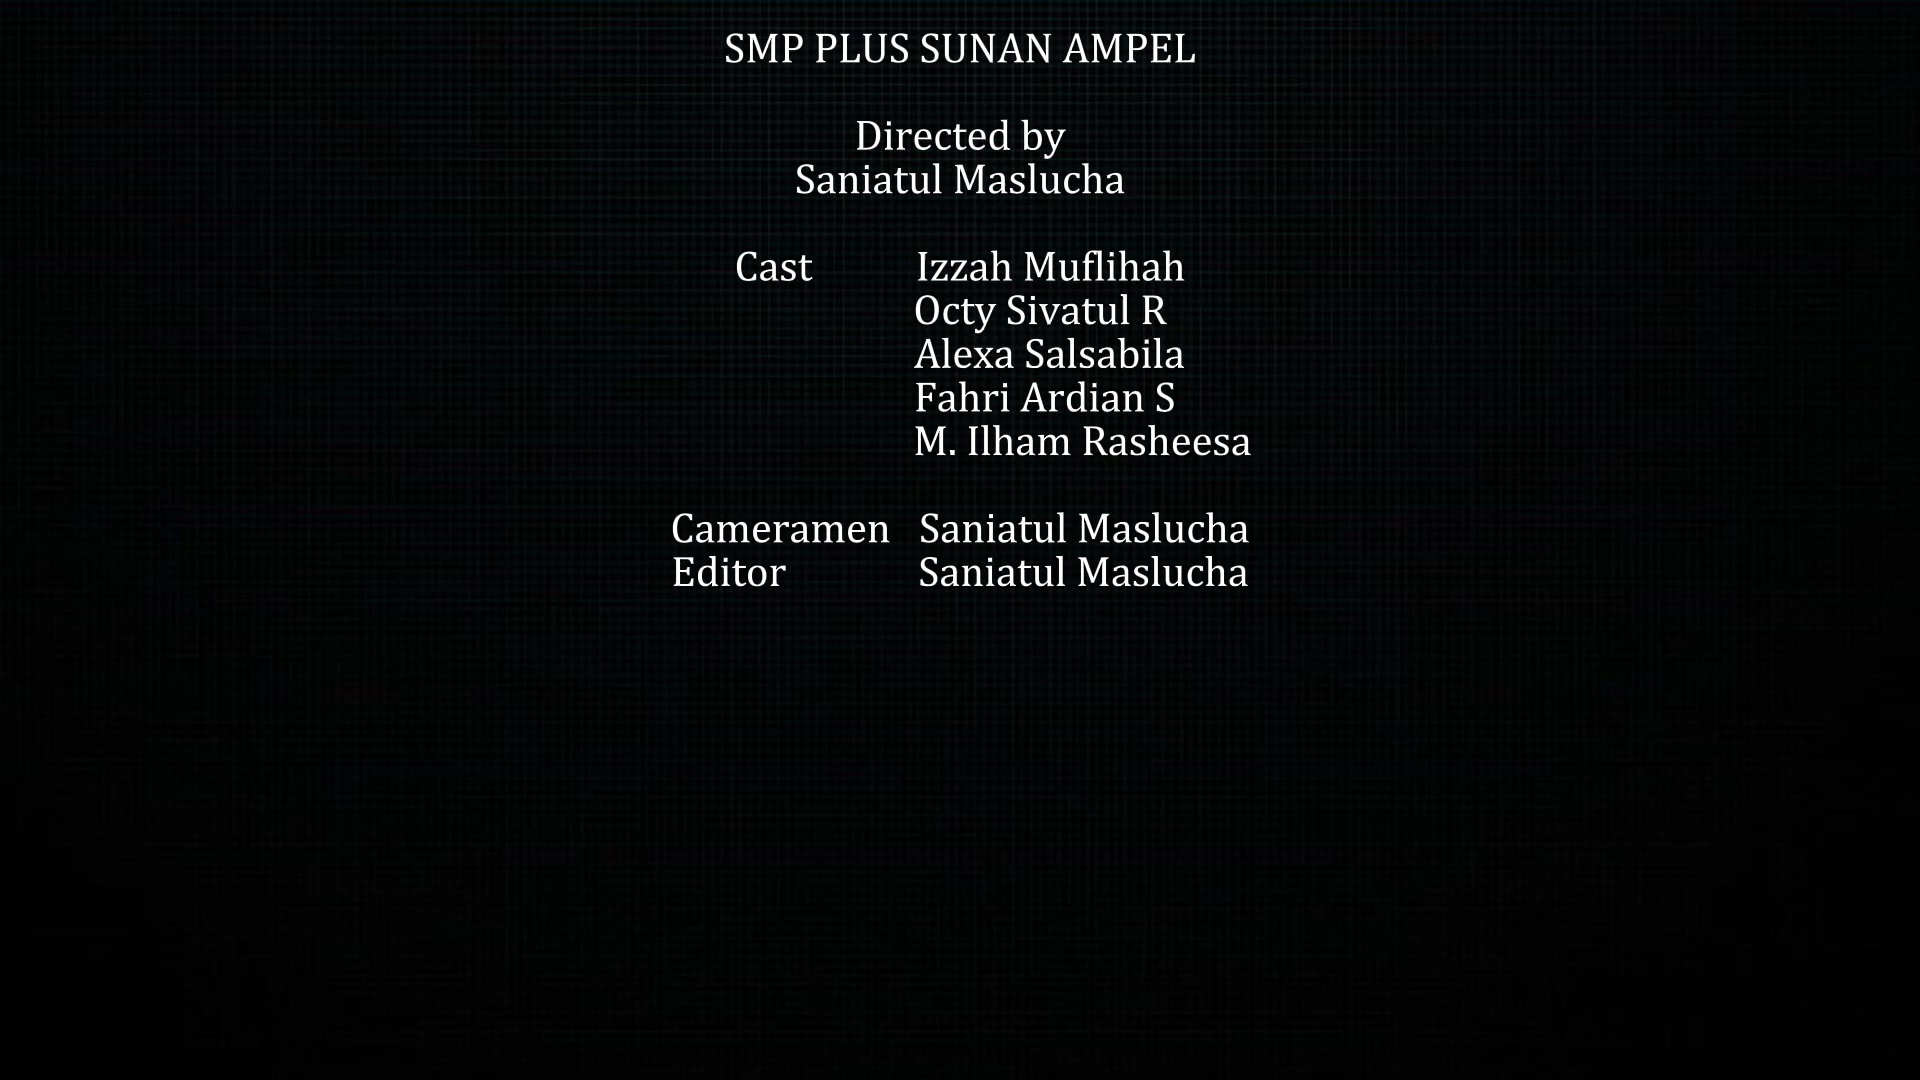 SMP PLUS SUNAN AMPEL
Directed by
Saniatul Maslucha
Cast Izzah Muflihah
Octy Sivatul R
Alexa Salsabila
Fahri Ardian S
M. Ilham Rasheesa
Cameramen Saniatul Maslucha
Editor Saniatul Maslucha